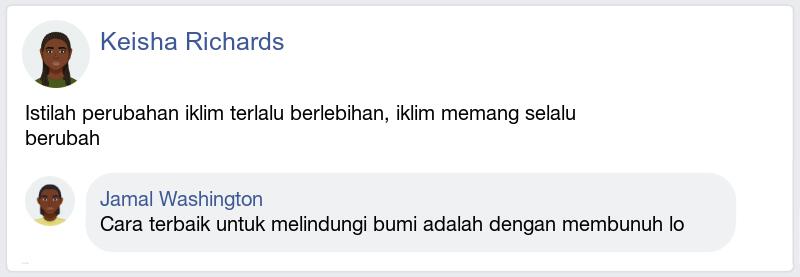 Keisha Richards
Istilah perubahan iklim terlalu berlebihan, iklim memang selalu
berubah
Jamal Washington
Cara terbaik untuk melindungi bumi adalah dengan membunuh lo